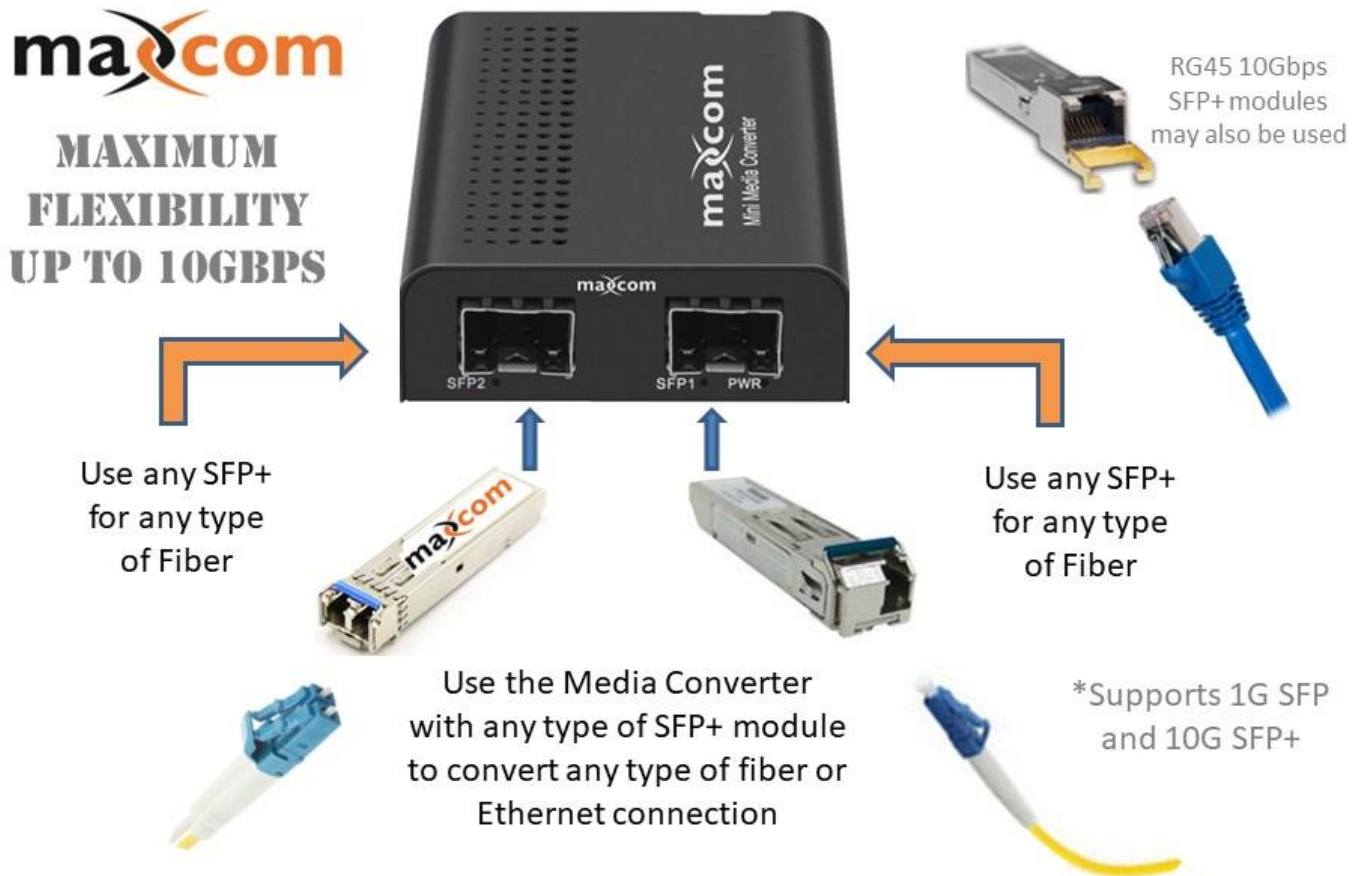 maxcom
MAXIMUM
FLEXIBILITY
UP TO 10GBPS
maxcom
Mini Media Converter
maxcom
SFP2
SFP1 PWR
RG45 10Gbps
SFP+ modules
may also be used
Use any SFP+
for any type
of Fiber
maxcom
Use any SFP+
for any type
of Fiber
Use the Media Converter
with any type of SFP+ module
to convert any type of fiber or
Ethernet connection
*Supports 1G SFP
and 10G SFP+